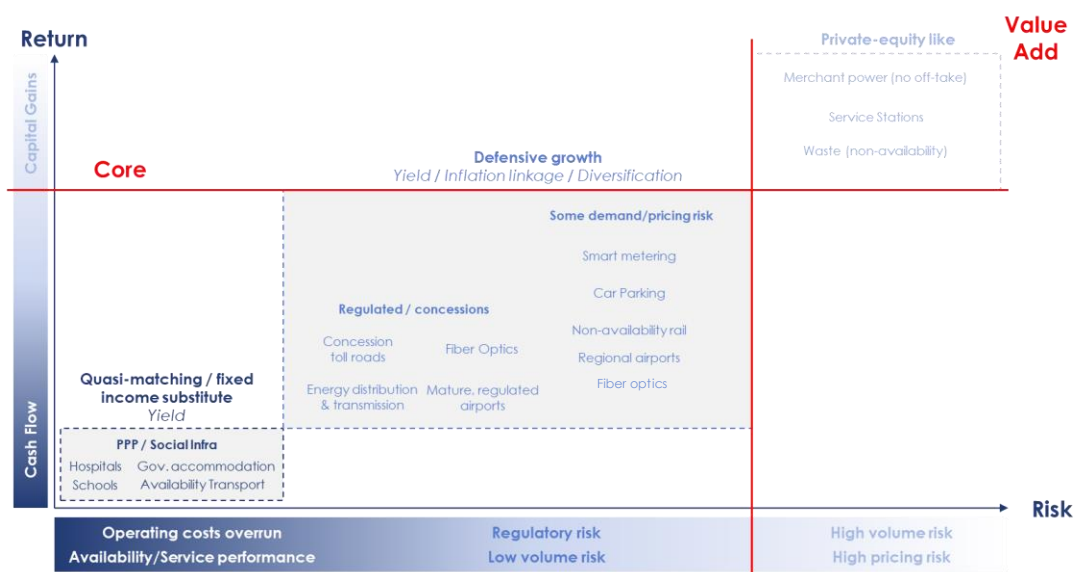 Return
Value
Add
Private-equity like
Merchant power (no off-take)
Service Stations
Waste (non-availability)
Capital Gains
Core
Defensive growth
Yield / Inflation linkage / Diversification
Some demand/pricing risk
Smart metering
Car Parking
Non-availability rail
Regional airports
Fiber optics
Regulated / concessions
Concession
toll roads
Fiber Optics
Energy distribution
& transmission
Mature, regulated
airports
Quasi-matching / fixed
income substitute
Yield
PPP / Social Infra
Hospitals Gov. accommodation
Schools Availability Transport
Cash Flow
Risk
Operating costs overrun
Availability/Service performance
Regulatory risk
Low volume risk
High volume risk
High pricing risk